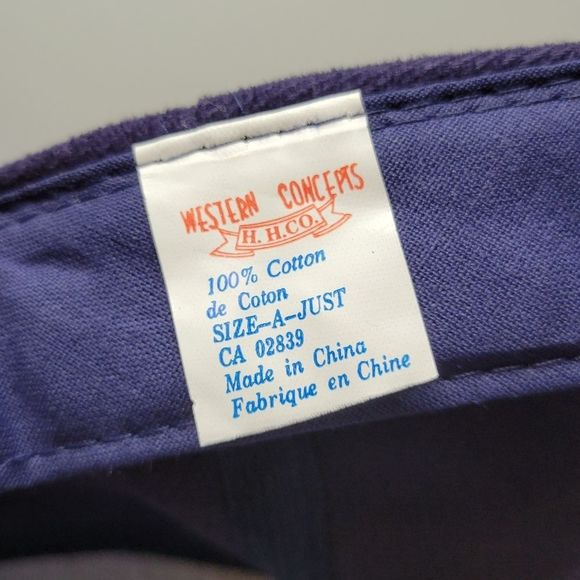 WESTERN CONCEPTS
H. H. CO.
100% Cotton
de Coton
SIZE-A-JUST
CA 02839
Made in China
Fabrique en Chine